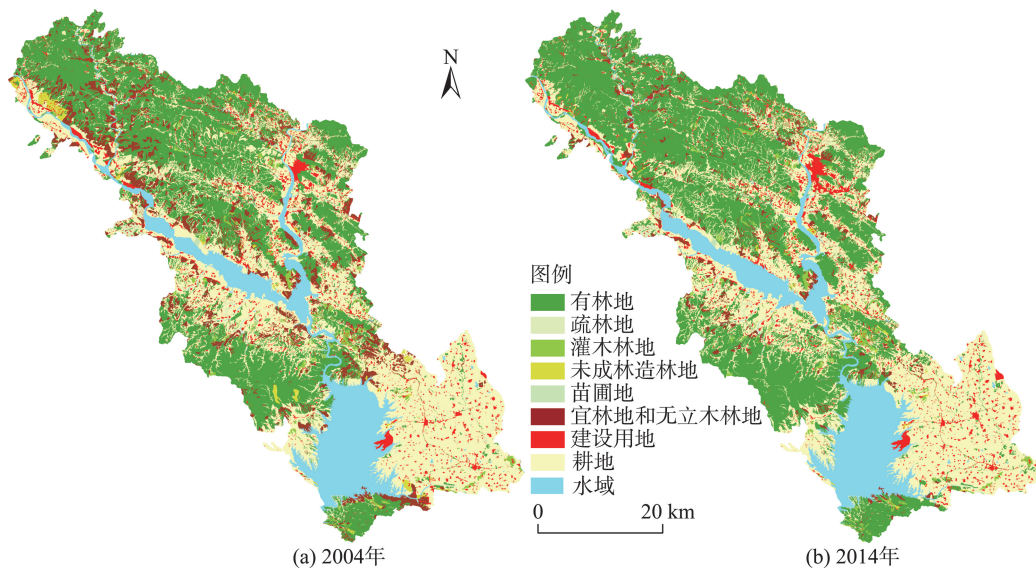 N
图例
有林地
疏林地
灌木林地
未成林造林地
苗圃地
宜林地和无立木林地
建设用地
耕地
水域
0 20 km
(a) 2004年
(b) 2014年